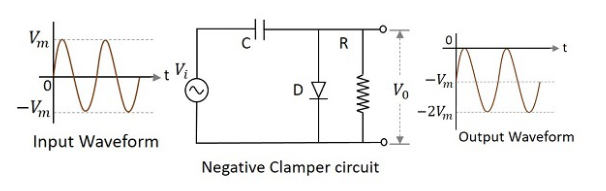 Vₘ
0
−Vₘ
t
Input Waveform
Vᵢ
C
R
D
V₀
Negative Clamper circuit
0
t
−Vₘ
−2Vₘ
Output Waveform